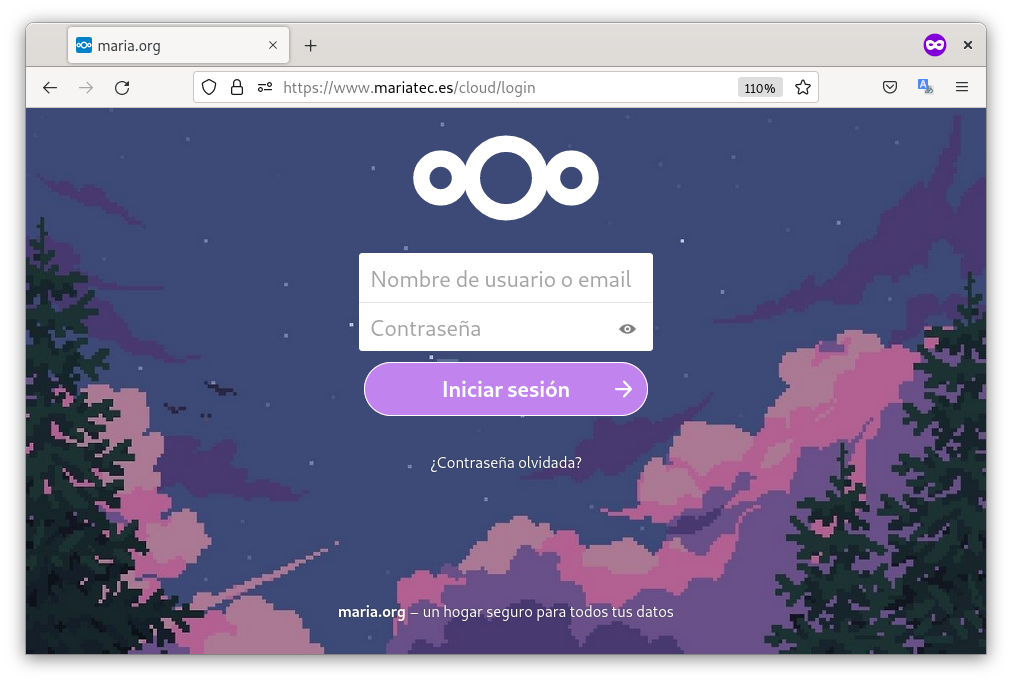 maria.org
https://www.mariatec.es/cloud/login
110%
Nombre de usuario o email
Contraseña
Iniciar sesión
¿Contraseña olvidada?
maria.org – un hogar seguro para todos tus datos